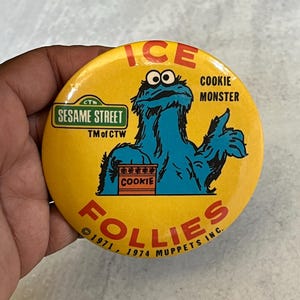 ICE
COOKIE
MONSTER
CTW
SESAME STREET
TM of CTW
COOKIE
FOLLIES
© 1971, 1974 MUPPETS INC.